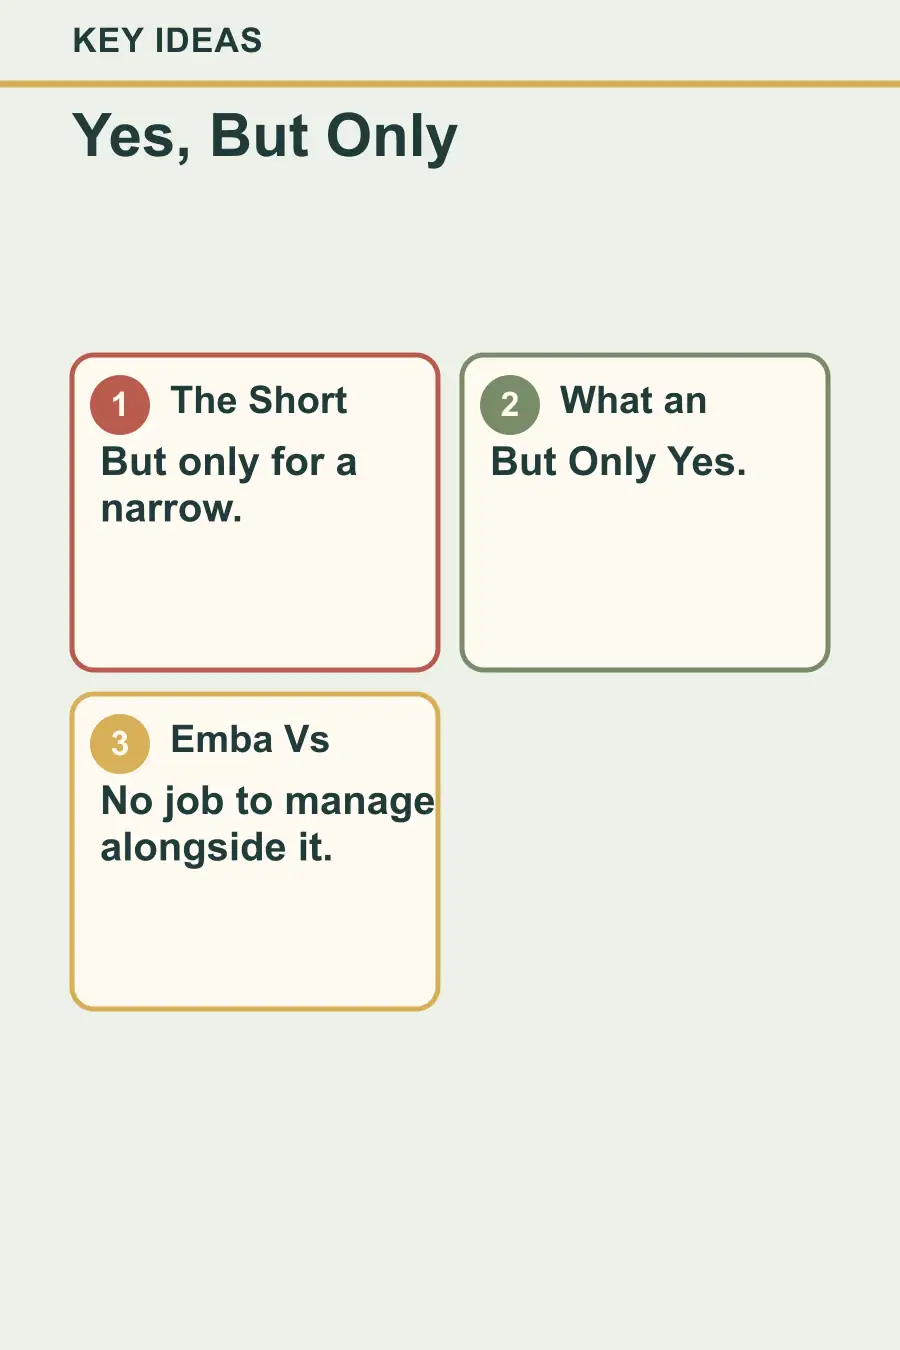 KEY IDEAS
Yes, But Only
1 The Short
But only for a
narrow.
2 What an
But Only Yes.
3 Emba Vs
No job to manage
alongside it.